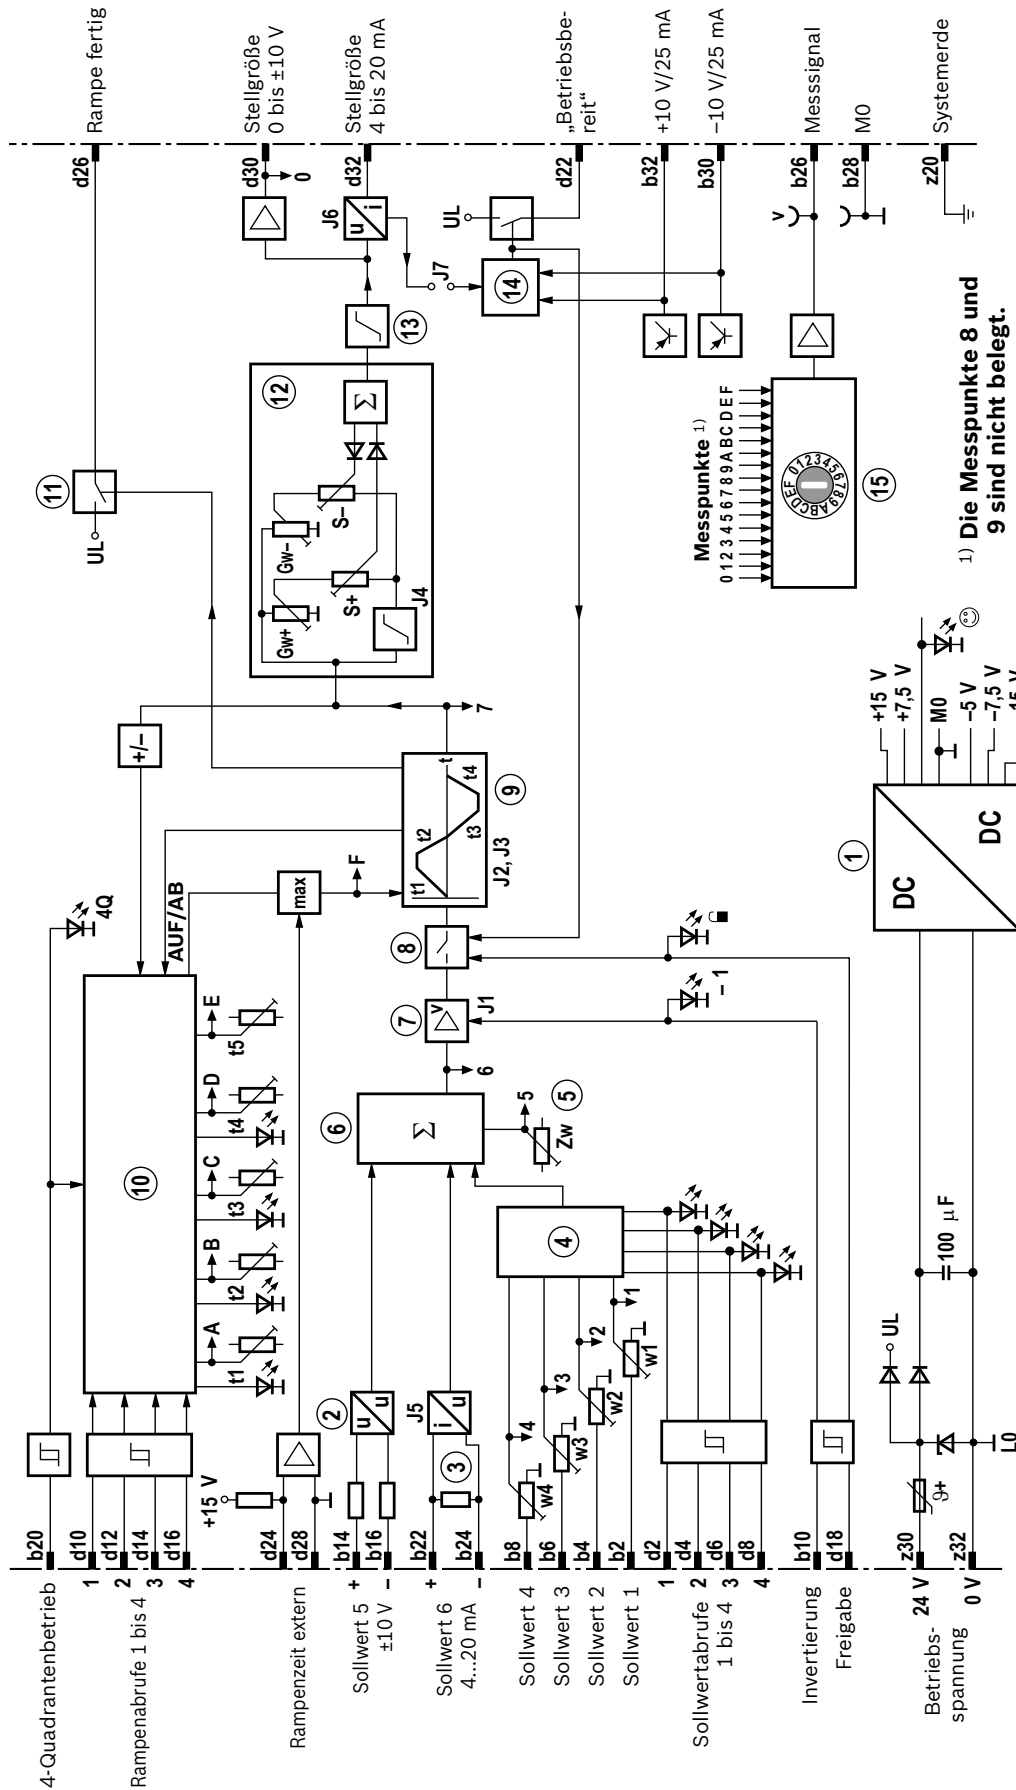 4-Quadrantenbetrieb
b20
Rampenabrufe 1 bis 4
1
d10
2
d12
3
d14
4
d16
+15 V
Rampenzeit extern
d24
d28
Sollwert 5
±10 V
+
b14
–
b16
Sollwert 6
4...20 mA
+
b22
–
b24
Sollwert 4
b8
Sollwert 3
b6
Sollwert 2
b4
Sollwert 1
b2
Sollwertabrufe
1 bis 4
1
d2
2
d4
3
d6
4
d8
Invertierung
b10
Freigabe
d18
Betriebs-
spannung
24 V
z30
0 V
z32
4Q
10
AUF/AB
t1
A
t2
B
t3
C
t4
D
t5
E
max
F
+/–
2
u
u
J5
i
u
3
w4
4
w3
3
w2
2
w1
1
4
6
Σ
5
Zw
5
6
7
V
J1
8
– 1
t1
t2
t3
t4
t
9
J2, J3
7
ϑ+
UL
L0
100 µF
1
DC
DC
+15 V
+7,5 V
M0
–5 V
–7,5 V
–15 V
UL
11
Gw+
Gw–
S+
S–
J4
Σ
12
13
J6
u
i
J7
14
UL
0
Messpunkte 1)
0 1 2 3 4 5 6 7 8 9 A B C D E F
0123456789ABCDEF
15
V
d26
Rampe fertig
d30
Stellgröße
0 bis ±10 V
d32
Stellgröße
4 bis 20 mA
d22
„Betriebsbe-
reit“
b32
+10 V/25 mA
b30
–10 V/25 mA
b26
Messsignal
b28
M0
z20
Systemerde
1) Die Messpunkte 8 und
9 sind nicht belegt.